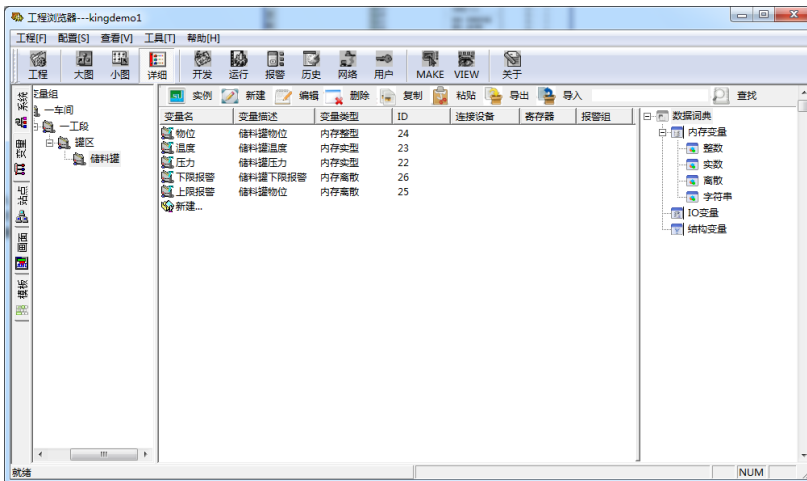 工程浏览器---kingdemo1
工程[F] 配置[S] 查看[V] 工具[T] 帮助[H]
工程 大图 小图 详细 开发 运行 报警 历史 网络 用户 MAKE VIEW 关于
实例 新建 编辑 删除 复制 粘贴 导出 导入 查找
系统
变量
站点
画面
模板
变量组
一车间
一工段
罐区
储料罐
变量名 变量描述 变量类型 ID 连接设备 寄存器 报警组
物位 储料罐物位 内存整型 24
温度 储料罐温度 内存实型 23
压力 储料罐压力 内存实型 22
下限报警 储料罐下限报警 内存离散 26
上限报警 储料罐物位 内存离散 25
新建...
数据词典
内存变量
整数
实数
离散
字符串
IO变量
结构变量
就绪 NUM